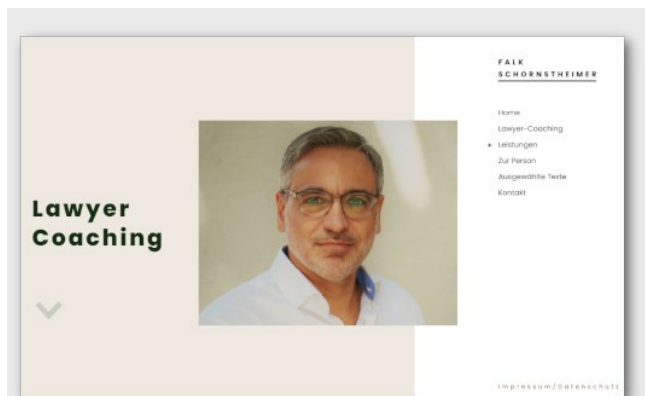 Lawyer
Coaching
FALK
SCHORNSTHEIMER
Home
Lawyer-Coaching
+ Leistungen
Zur Person
Ausgewählte Texte
Kontakt
Impressum/Datenschutz